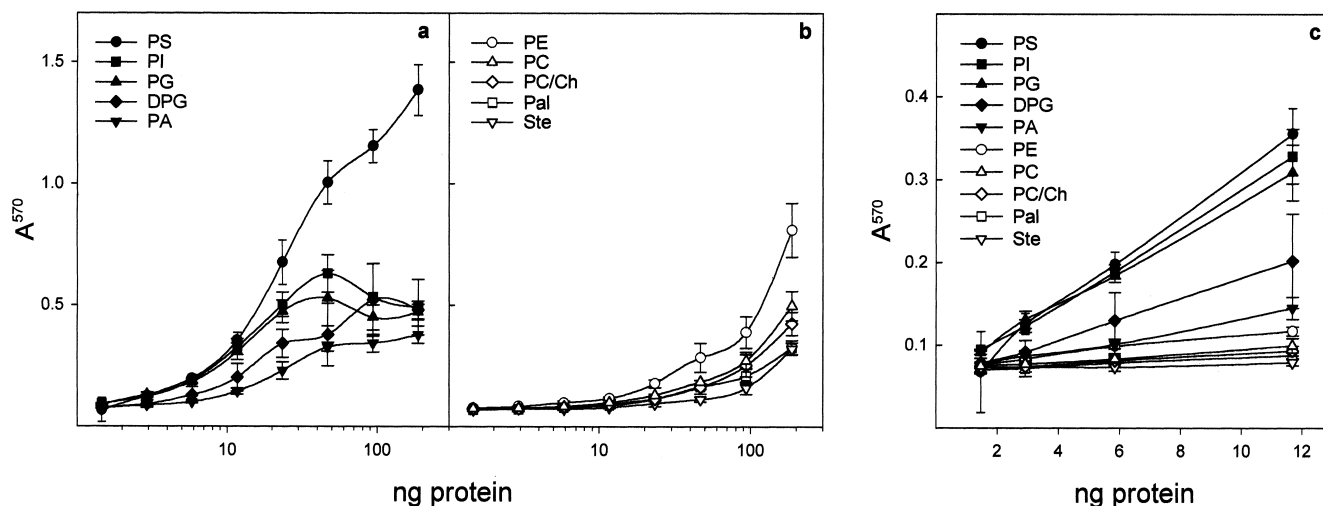 a
PS
PI
PG
DPG
PA
1.5
1.0
0.5
A570
10
100
b
PE
PC
PC/Ch
Pal
Ste
10
100
ng protein
c
PS
PI
PG
DPG
PA
PE
PC
PC/Ch
Pal
Ste
0.4
0.3
0.2
0.1
A570
2
4
6
8
10
12
ng protein